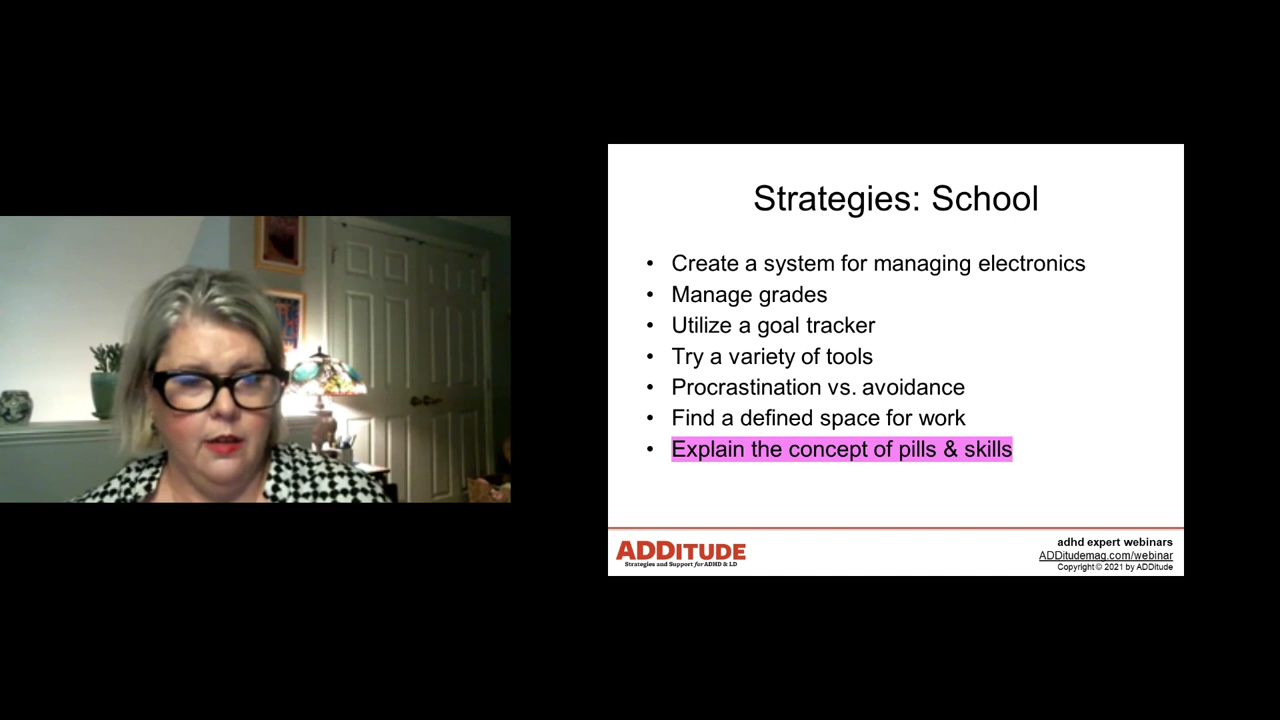 Strategies: School
• Create a system for managing electronics
• Manage grades
• Utilize a goal tracker
• Try a variety of tools
• Procrastination vs. avoidance
• Find a defined space for work
• Explain the concept of pills & skills
ADDITUDE
Strategies and Support for ADHD & LD
adhd expert webinars
ADDitudemag.com/webinar
Copyright © 2021 by ADDitude